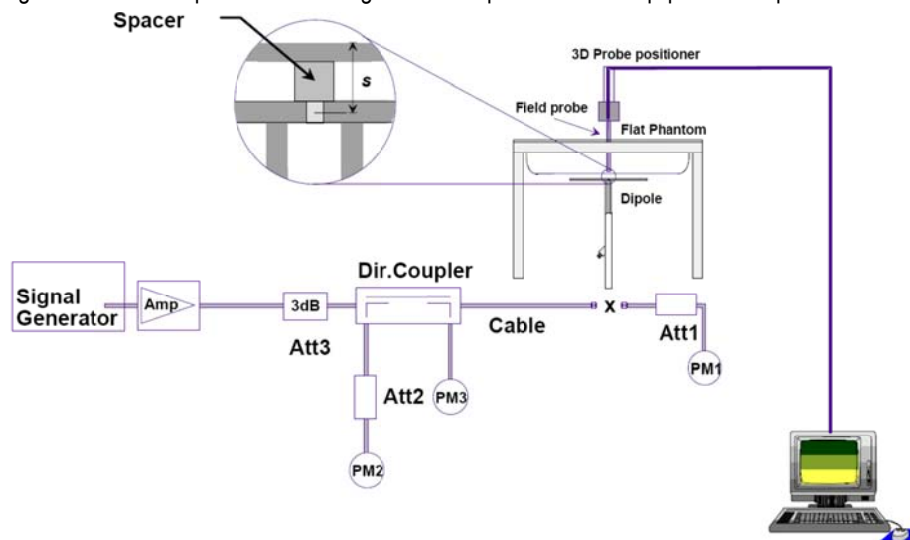 Spacer
s
3D Probe positioner
Field probe
Flat Phantom
Dipole
Dir.Coupler
Signal
Generator
Amp
3dB
Att3
Cable
X
Att1
PM1
Att2
PM3
PM2